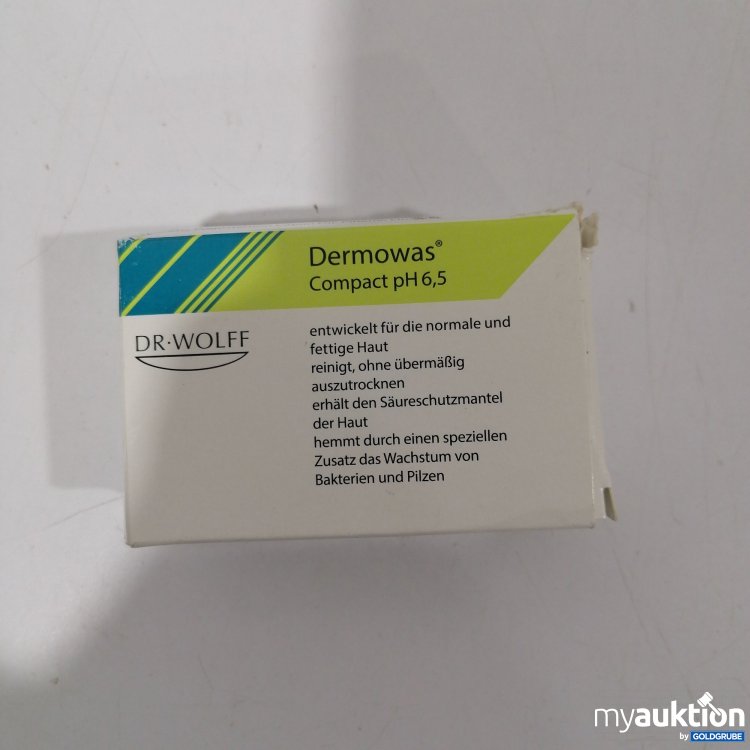 Dermowas®
Compact pH 6,5
DR·WOLFF
entwickelt für die normale und
fettige Haut
reinigt, ohne übermäßig
auszutrocknen
erhält den Säureschutzmantel
der Haut
hemmt durch einen speziellen
Zusatz das Wachstum von
Bakterien und Pilzen
myauktion
by GOLDGRUBE